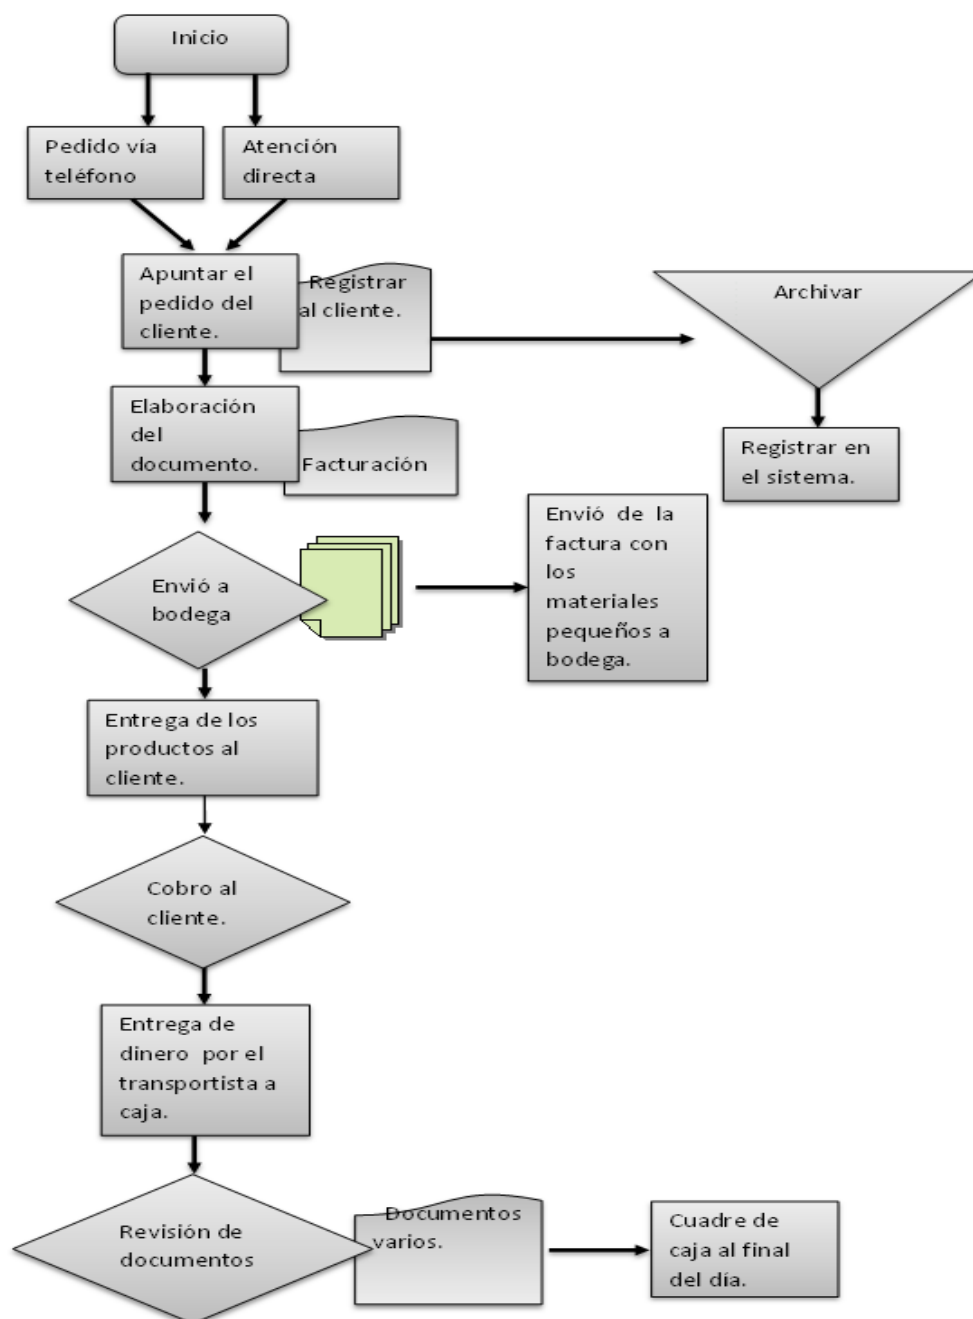 Inicio
Pedido vía
teléfono
Atención
directa
Apuntar el
pedido del
cliente.
Registrar
al cliente.
Archivar
Registrar en
el sistema.
Elaboración
del
documento.
Facturación
Envió a
bodega
Envió de la
factura con
los
materiales
pequeños a
bodega.
Entrega de los
productos al
cliente.
Cobro al
cliente.
Entrega de
dinero por el
transportista a
caja.
Revisión de
documentos
Documentos
varios.
Cuadre de
caja al final
del día.